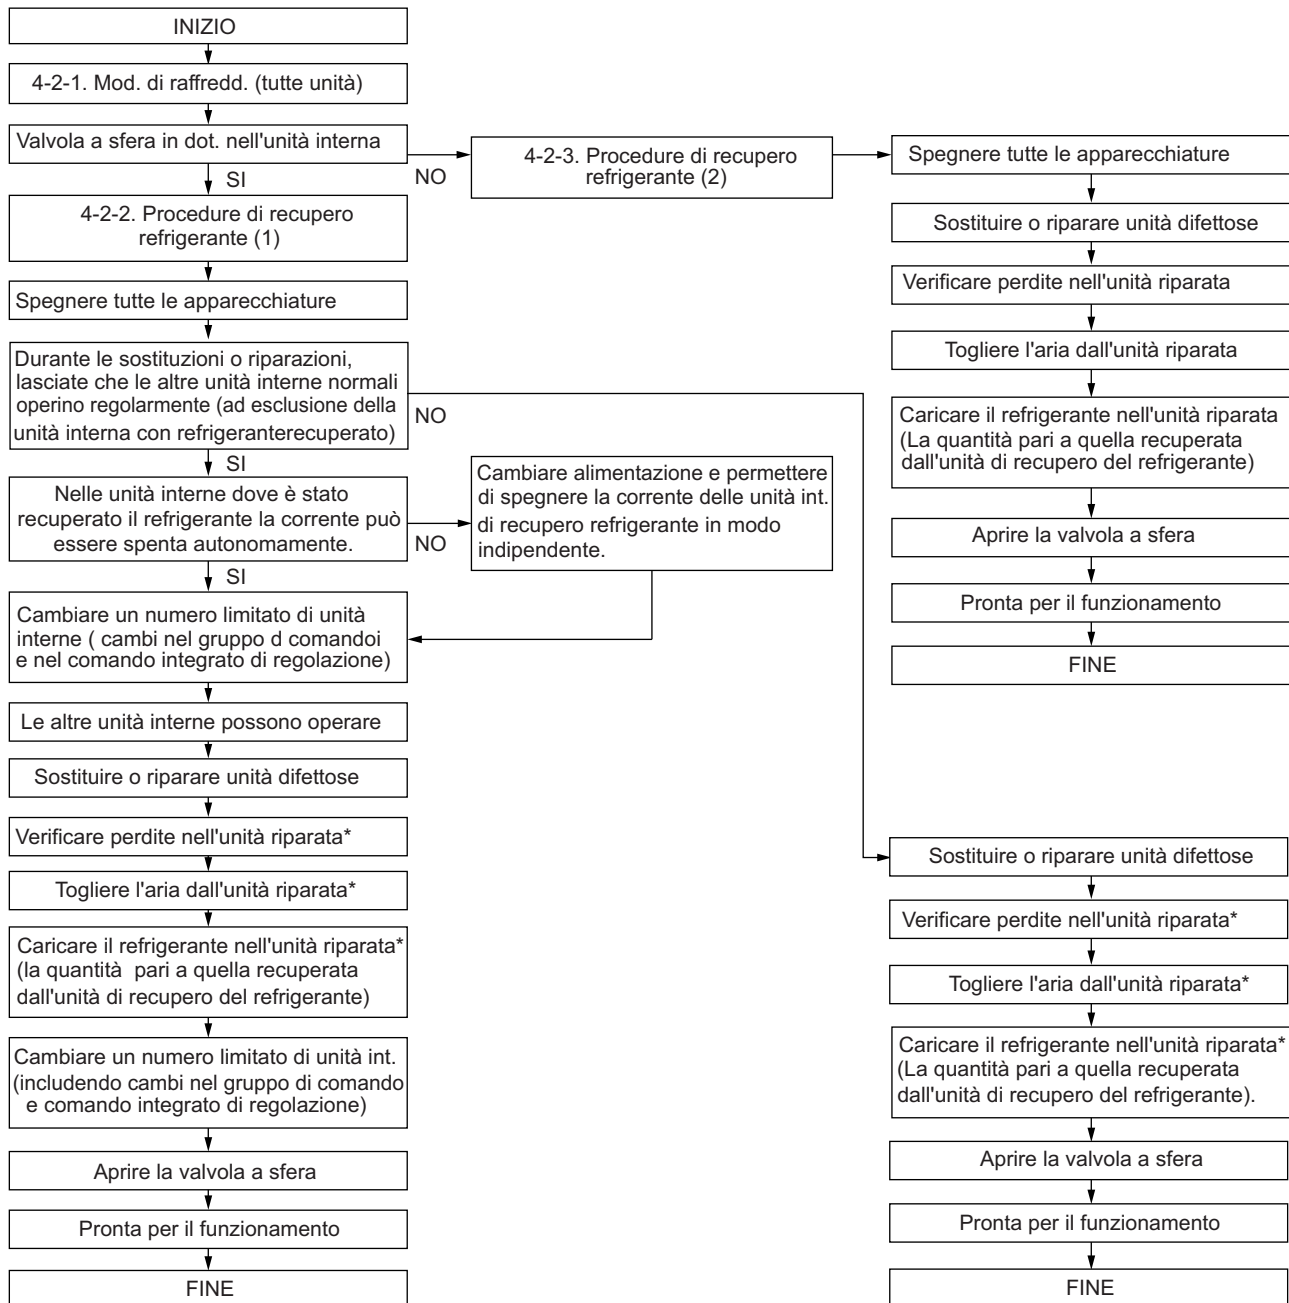 INIZIO
4-2-1. Mod. di raffredd. (tutte unità)
Valvola a sfera in dot. nell'unità interna
SI
NO
4-2-2. Procedure di recupero
refrigerante (1)
Spegnere tutte le apparecchiature
Durante le sostituzioni o riparazioni,
lasciate che le altre unità interne normali
operino regolarmente (ad esclusione della
unità interna con refrigeranterecuperato)
NO
SI
Nelle unità interne dove è stato
recuperato il refrigerante la corrente può
essere spenta autonomamente.
NO
SI
Cambiare un numero limitato di unità
interne ( cambi nel gruppo d comandoi
e nel comando integrato di regolazione)
Le altre unità interne possono operare
Sostituire o riparare unità difettose
Verificare perdite nell'unità riparata*
Togliere l'aria dall'unità riparata*
Caricare il refrigerante nell'unità riparata*
(la quantità pari a quella recuperata
dall'unità di recupero del refrigerante)
Cambiare un numero limitato di unità int.
(includendo cambi nel gruppo di comando
e comando integrato di regolazione)
Aprire la valvola a sfera
Pronta per il funzionamento
FINE
4-2-3. Procedure di recupero
refrigerante (2)
Cambiare alimentazione e permettere
di spegnere la corrente delle unità int.
di recupero refrigerante in modo
indipendente.
Spegnere tutte le apparecchiature
Sostituire o riparare unità difettose
Verificare perdite nell'unità riparata
Togliere l'aria dall'unità riparata
Caricare il refrigerante nell'unità riparata
(La quantità pari a quella recuperata
dall'unità di recupero del refrigerante)
Aprire la valvola a sfera
Pronta per il funzionamento
FINE
Sostituire o riparare unità difettose
Verificare perdite nell'unità riparata*
Togliere l'aria dall'unità riparata*
Caricare il refrigerante nell'unità riparata*
(La quantità pari a quella recuperata
dall'unità di recupero del refrigerante).
Aprire la valvola a sfera
Pronta per il funzionamento
FINE